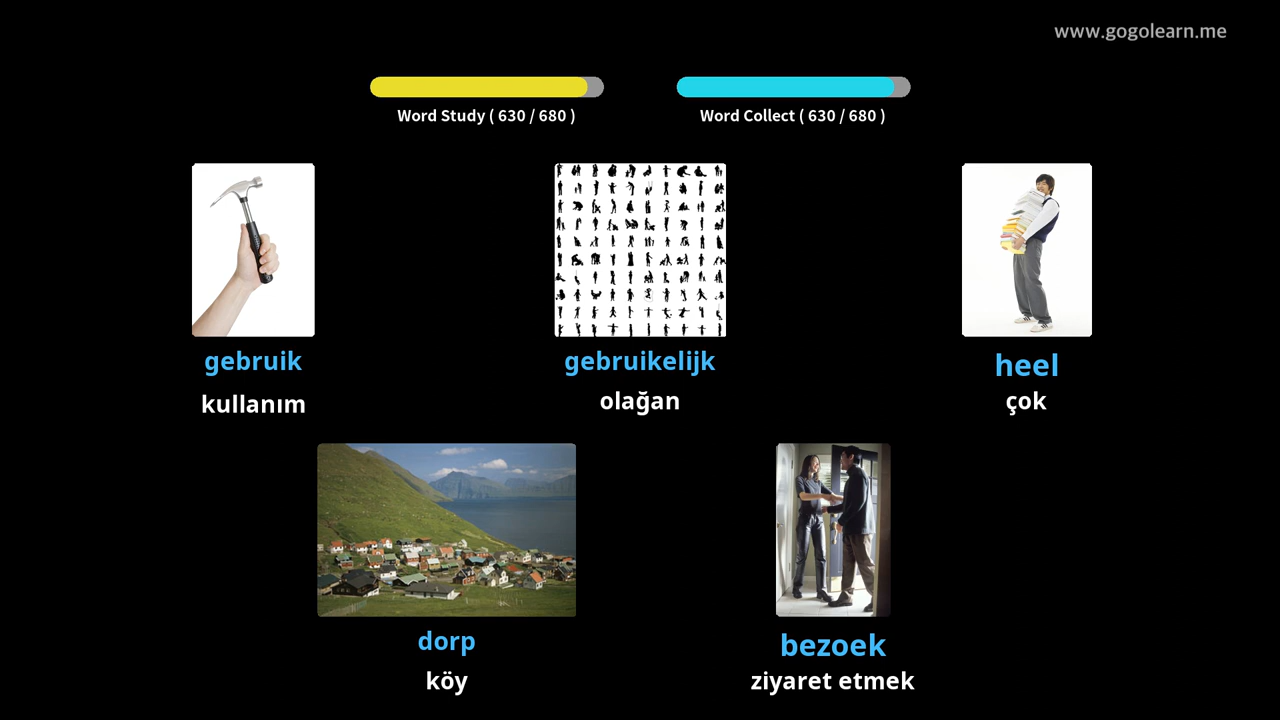 www.gogolearn.me
Word Study ( 630 / 680 )
Word Collect ( 630 / 680 )
gebruik
kullanım
gebruikelijk
olağan
heel
çok
dorp
köy
bezoek
ziyaret etmek